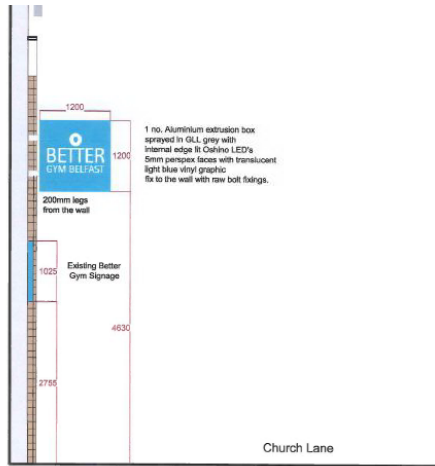 1200
BETTER
GYM BELFAST
1200
1 no. Aluminium extrusion box
sprayed in GLL grey with
internal edge fit Oshino LED's
5mm perspex faces with translucent
light blue vinyl graphic
fix to the wall with raw bolt fixings.
200mm legs
from the wall
1025
Existing Better
Gym Signage
4630
2755
Church Lane